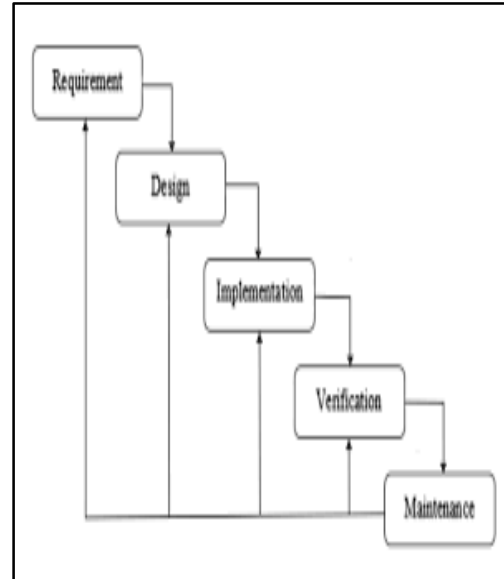 Requirement
Design
Implementation
Verification
Maintenance